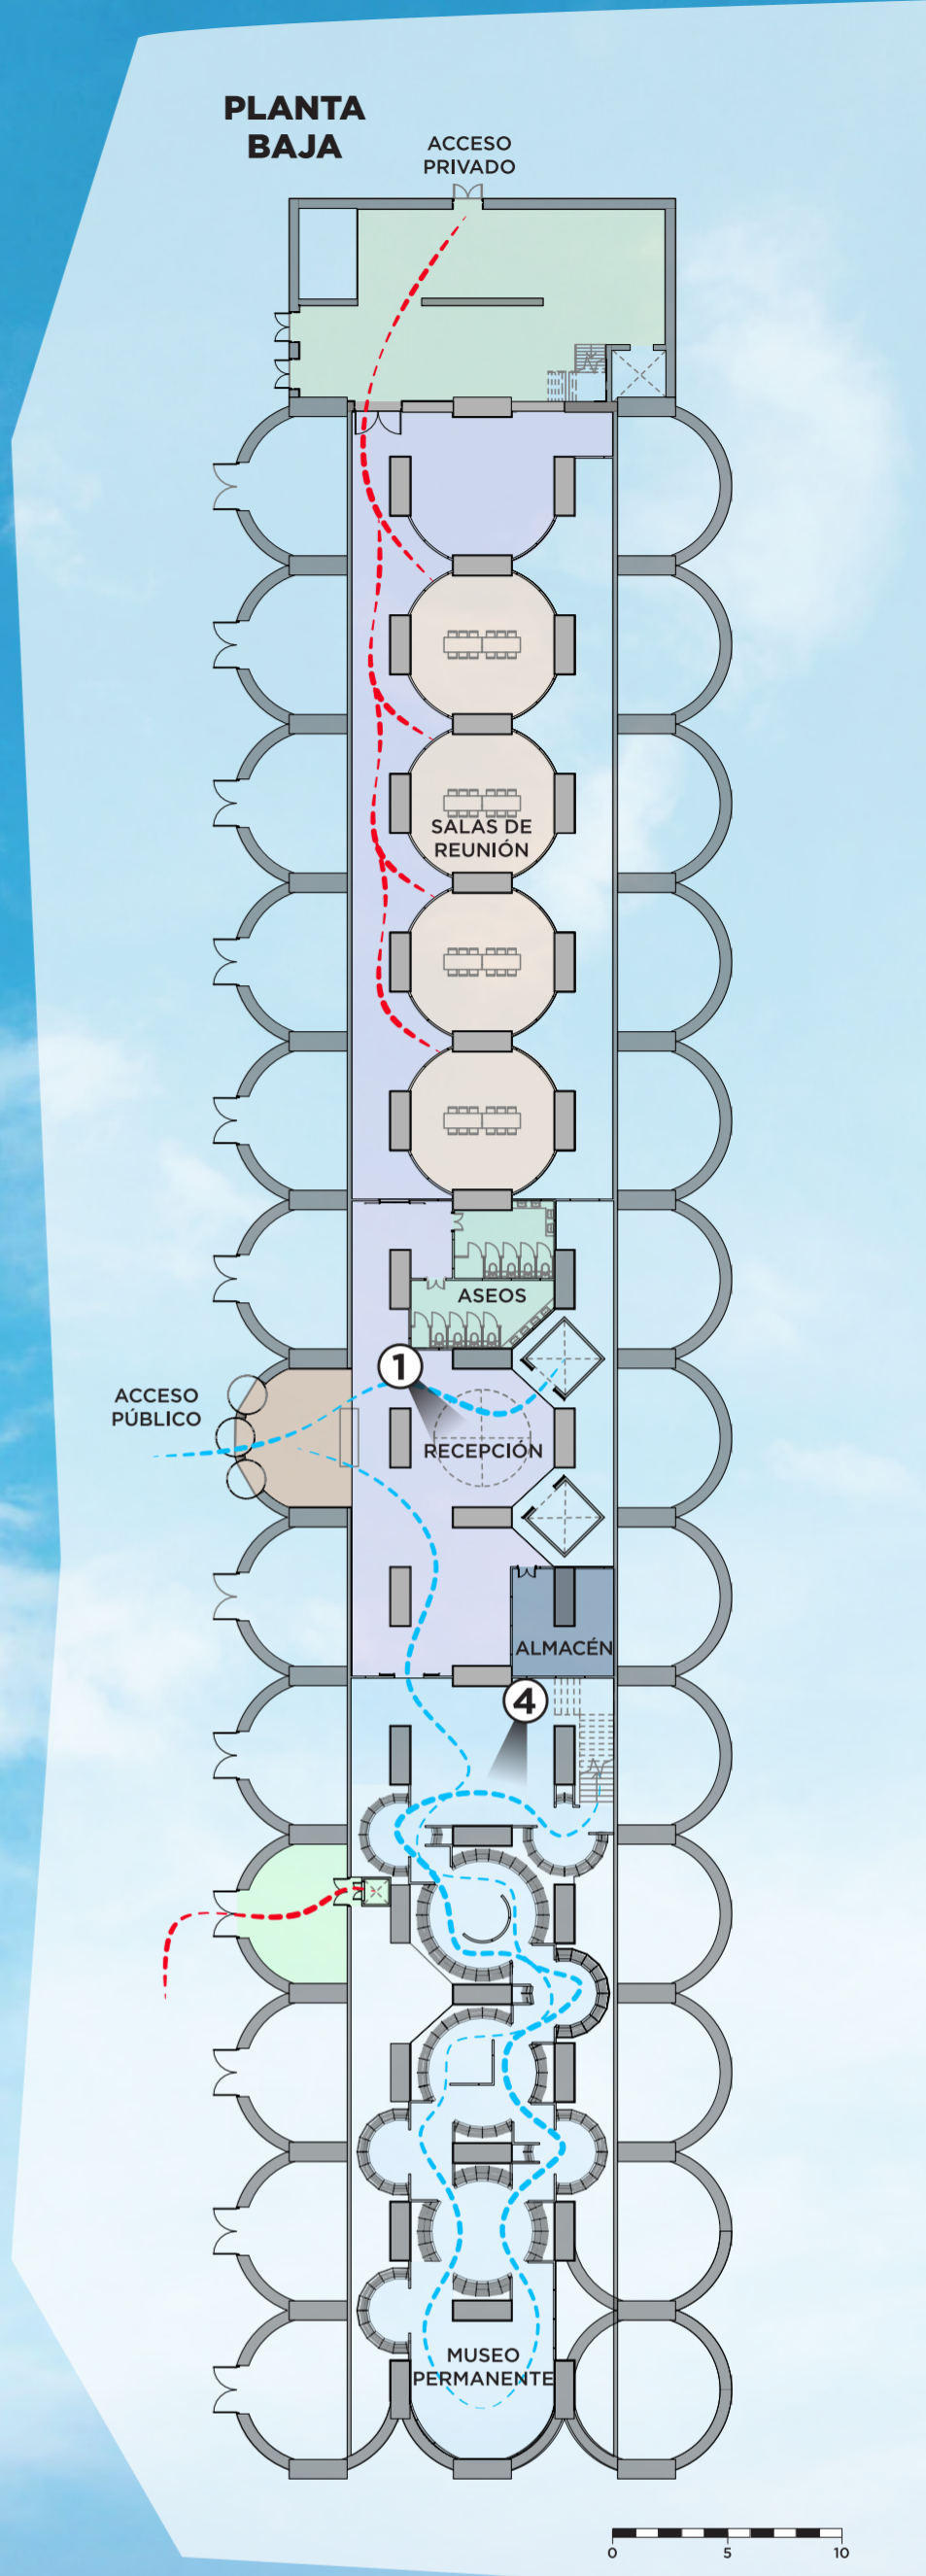 PLANTA
BAJA
ACCESO
PRIVADO
SALAS DE
REUNIÓN
ASEOS
1
ACCESO
PÚBLICO
RECEPCIÓN
ALMACÉN
4
MUSEO
PERMANENTE
0 5 10